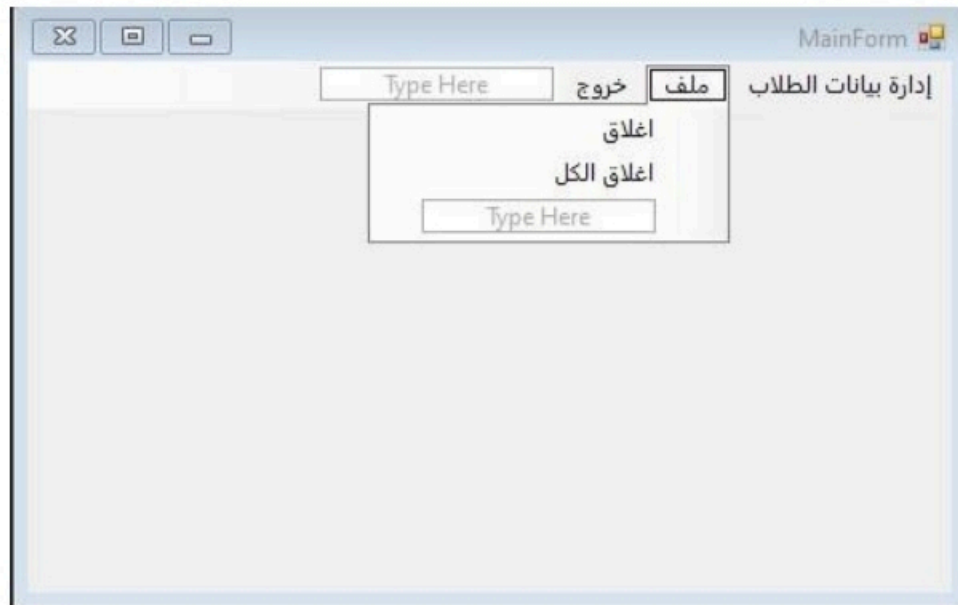 MainForm
إدارة بيانات الطلاب ملف خروج Type Here
اغلاق
اغلاق الكل
Type Here